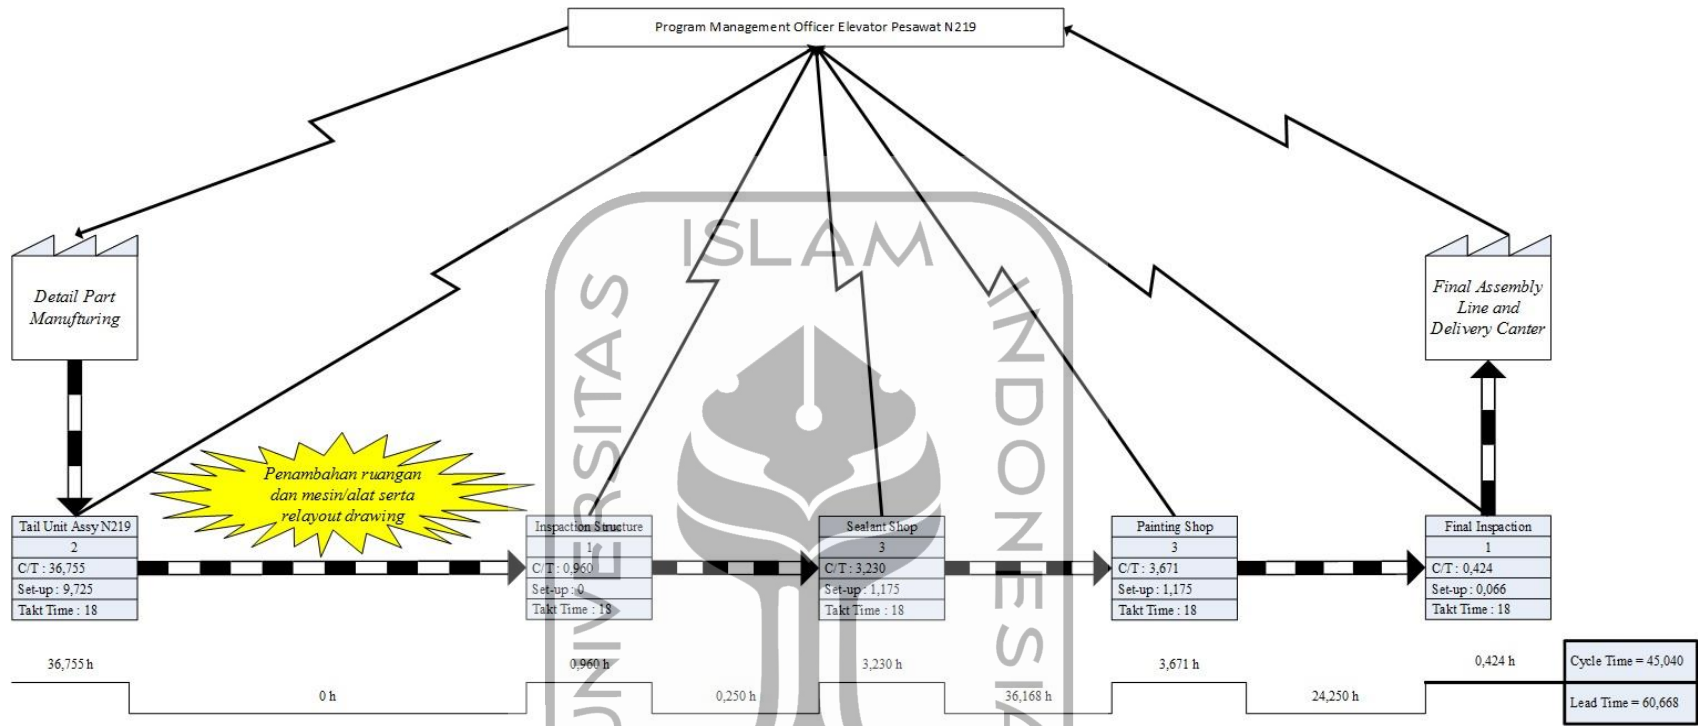 Program Management Officer Elevator Pesawat N219
ISLAM
UNIVERSITAS
INDONESIA
Detail Part
Manufturing
Final Assembly
Line and
Delivery Canter
Penambahan ruangan
dan mesin/alat serta
relayout drawing
Tail Unit Assy N219
2
C/T : 36,755
Set-up : 9,725
Takt Time : 18
Inspaction Structure
1
C/T : 0,960
Set-up : 0
Takt Time : 18
Sealant Shop
3
C/T : 3,230
Set-up : 1,175
Takt Time : 18
Painting Shop
3
C/T : 3,671
Set-up : 1,175
Takt Time : 18
Final Inspaction
1
C/T : 0,424
Set-up : 0,066
Takt Time : 18
36,755 h
0,960 h
3,230 h
3,671 h
0,424 h
0 h
0,250 h
36,168 h
24,250 h
Cycle Time = 45,040
Lead Time = 60,668